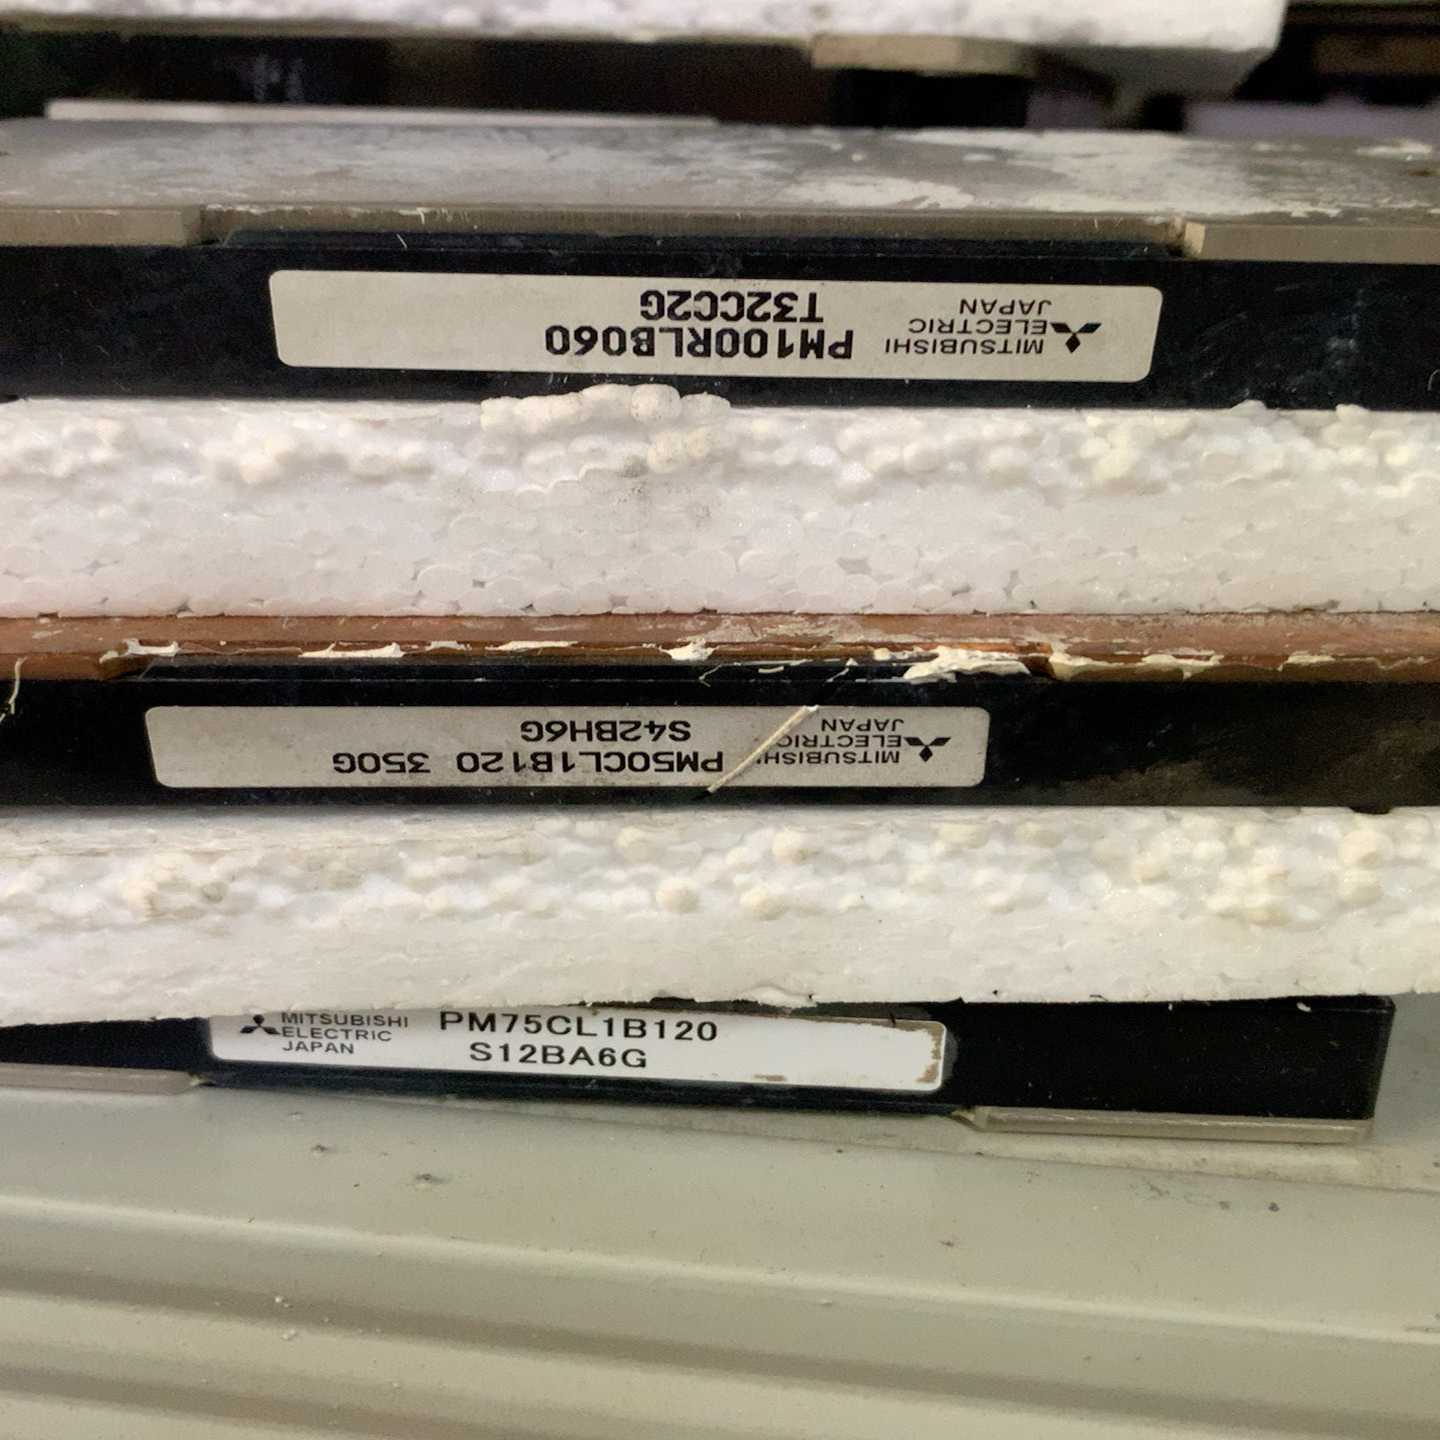 MITSUBISHI
ELECTRIC
JAPAN
PM100RLB060
T32CC2G
MITSUBISHI
ELECTRIC
JAPAN
PM50CL1B120 350G
S42BH6G
MITSUBISHI
ELECTRIC
JAPAN
PM75CL1B120
S12BA6G